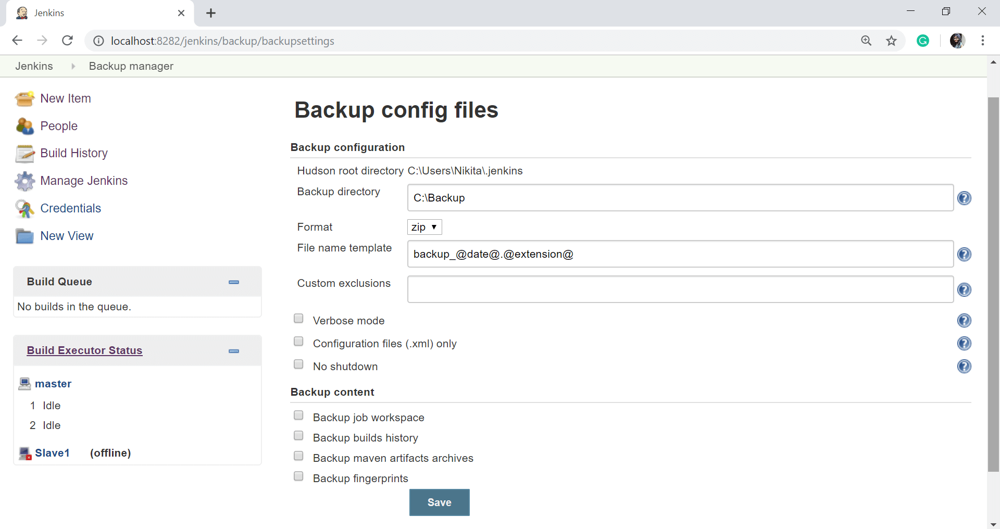 Jenkins
localhost:8282/jenkins/backup/backupsettings
Jenkins Backup manager
New Item
People
Build History
Manage Jenkins
Credentials
New View
Build Queue
No builds in the queue.
Build Executor Status
master
1 Idle
2 Idle
Slave1 (offline)
Backup config files
Backup configuration
Hudson root directory C:\Users\Nikita\.jenkins
Backup directory C:\Backup
Format zip
File name template backup_@date@.@extension@
Custom exclusions
Verbose mode
Configuration files (.xml) only
No shutdown
Backup content
Backup job workspace
Backup builds history
Backup maven artifacts archives
Backup fingerprints
Save